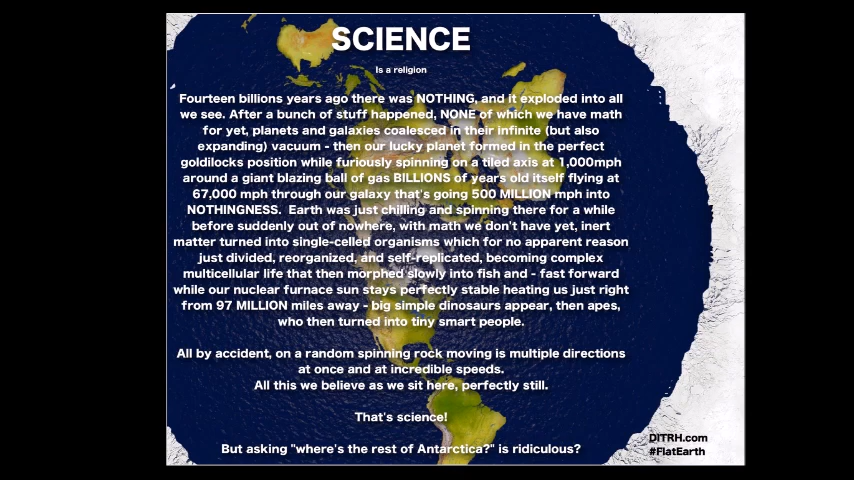 SCIENCE
Is a religion
Fourteen billions years ago there was NOTHING, and it exploded into all
we see. After a bunch of stuff happened, NONE of which we have math
for yet, planets and galaxies coalesced in their infinite (but also
expanding) vacuum - then our lucky planet formed in the perfect
goldilocks position while furiously spinning on a tiled axis at 1,000mph
around a giant blazing ball of gas BILLIONS of years old itself flying at
67,000 mph through our galaxy that's going 500 MILLION mph into
NOTHINGNESS. Earth was just chilling and spinning there for a while
before suddenly out of nowhere, with math we don't have yet, inert
matter turned into single-celled organisms which for no apparent reason
just divided, reorganized, and self-replicated, becoming complex
multicellular life that then morphed slowly into fish and - fast forward
while our nuclear furnace sun stays perfectly stable heating us just right
from 97 MILLION miles away - big simple dinosaurs appear, then apes,
who then turned into tiny smart people.
All by accident, on a random spinning rock moving is multiple directions
at once and at incredible speeds.
All this we believe as we sit here, perfectly still.
That's science!
But asking "where's the rest of Antarctica?" is ridiculous?
DITRH.com
#FlatEarth